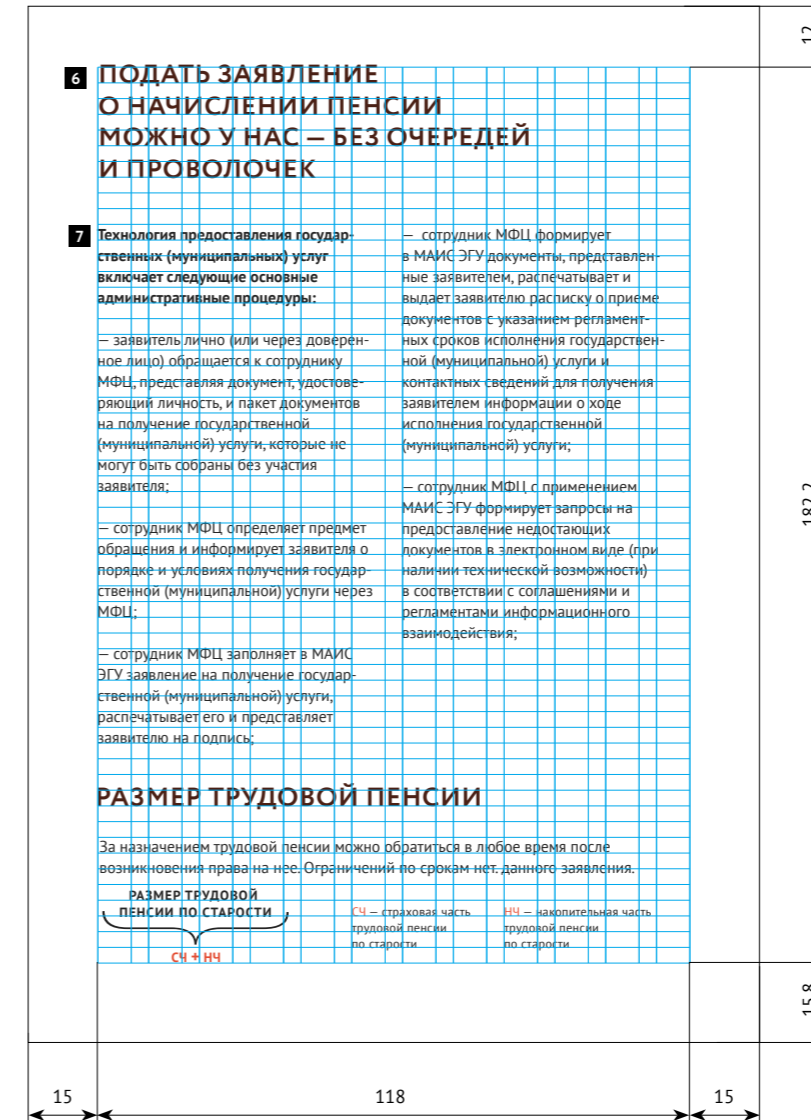 6
ПОДАТЬ ЗАЯВЛЕНИЕ
О НАЧИСЛЕНИИ ПЕНСИИ
МОЖНО У НАС — БЕЗ ОЧЕРЕДЕЙ
И ПРОВОЛОЧЕК
7
Технология предоставления государ-
ственных (муниципальных) услуг
включает следующие основные
административные процедуры:
— заявитель лично (или через доверен-
ное лицо) обращается к сотруднику
МФЦ, представляя документ, удостове-
ряющий личность, и пакет документов
на получение государственной
(муниципальной) услуги, которые не
могут быть собраны без участия
заявителя;
— сотрудник МФЦ определяет предмет
обращения и информирует заявителя о
порядке и условиях получения государ-
ственной (муниципальной) услуги через
МФЦ;
— сотрудник МФЦ заполняет в МАИС
ЭГУ заявление на получение государ-
ственной (муниципальной) услуги,
распечатывает его и представляет
заявителю на подпись;
— сотрудник МФЦ формирует
в МАИС ЭГУ документы, представлен-
ные заявителем, распечатывает и
выдает заявителю расписку о приеме
документов с указанием регламент-
ных сроков исполнения государствен-
ной (муниципальной) услуги и
контактных сведений для получения
заявителем информации о ходе
исполнения государственной
(муниципальной) услуги;
— сотрудник МФЦ с применением
МАИС ЭГУ формирует запросы на
предоставление недостающих
документов в электронном виде (при
наличии технической возможности)
в соответствии с соглашениями и
регламентами информационного
взаимодействия;
РАЗМЕР ТРУДОВОЙ ПЕНСИИ
За назначением трудовой пенсии можно обратиться в любое время после
возникновения права на нее. Ограничений по срокам нет. данного заявления.
РАЗМЕР ТРУДОВОЙ
ПЕНСИИ ПО СТАРОСТИ
СЧ + НЧ
СЧ — страховая часть
трудовой пенсии
по старости
НЧ — накопительная часть
трудовой пенсии
по старости
12
182,2
15,8
15
118
15